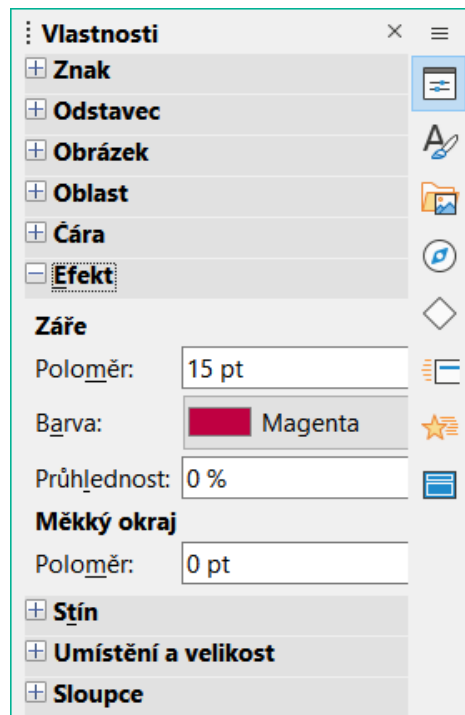 Vlastnosti
Znak
Odstavec
Obrázek
Oblast
Čára
Efekt
Záře
Poloměr: 15 pt
Barva: Magenta
Průhlednost: 0 %
Měkký okraj
Poloměr: 0 pt
Stín
Umístění a velikost
Sloupce